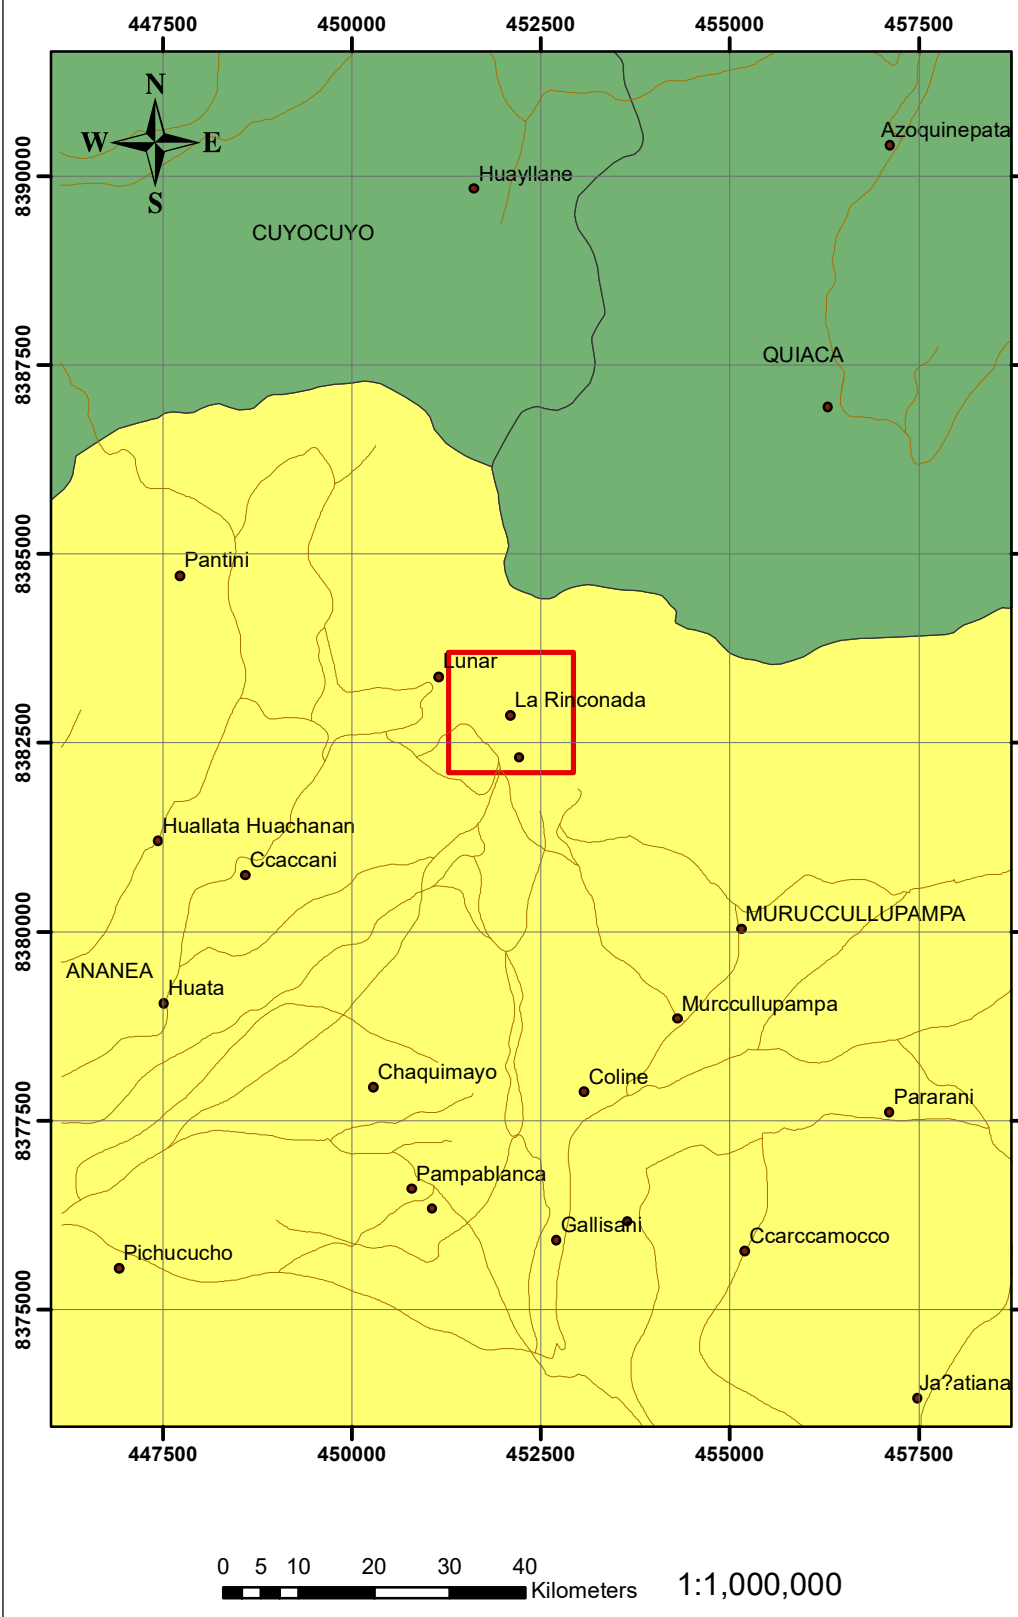 447500 450000 452500 455000 457500
N
W E
S
Azoquinepata
8390000
Huayllane
CUYOCUYO
8387500
QUIACA
8385000
Pantini
Lunar
La Rinconada
8382500
Huallata Huachanan
Ccaccani
MURUCCULLUPAMPA
8380000
ANANEA
Huata
Murccullupampa
Chaquimayo
Coline
Pararani
8377500
Pampablanca
Gallisani
Ccarccamocco
Pichucucho
8375000
Ja?atiana
447500 450000 452500 455000 457500
0 5 10 20 30 40
Kilometers
1:1,000,000